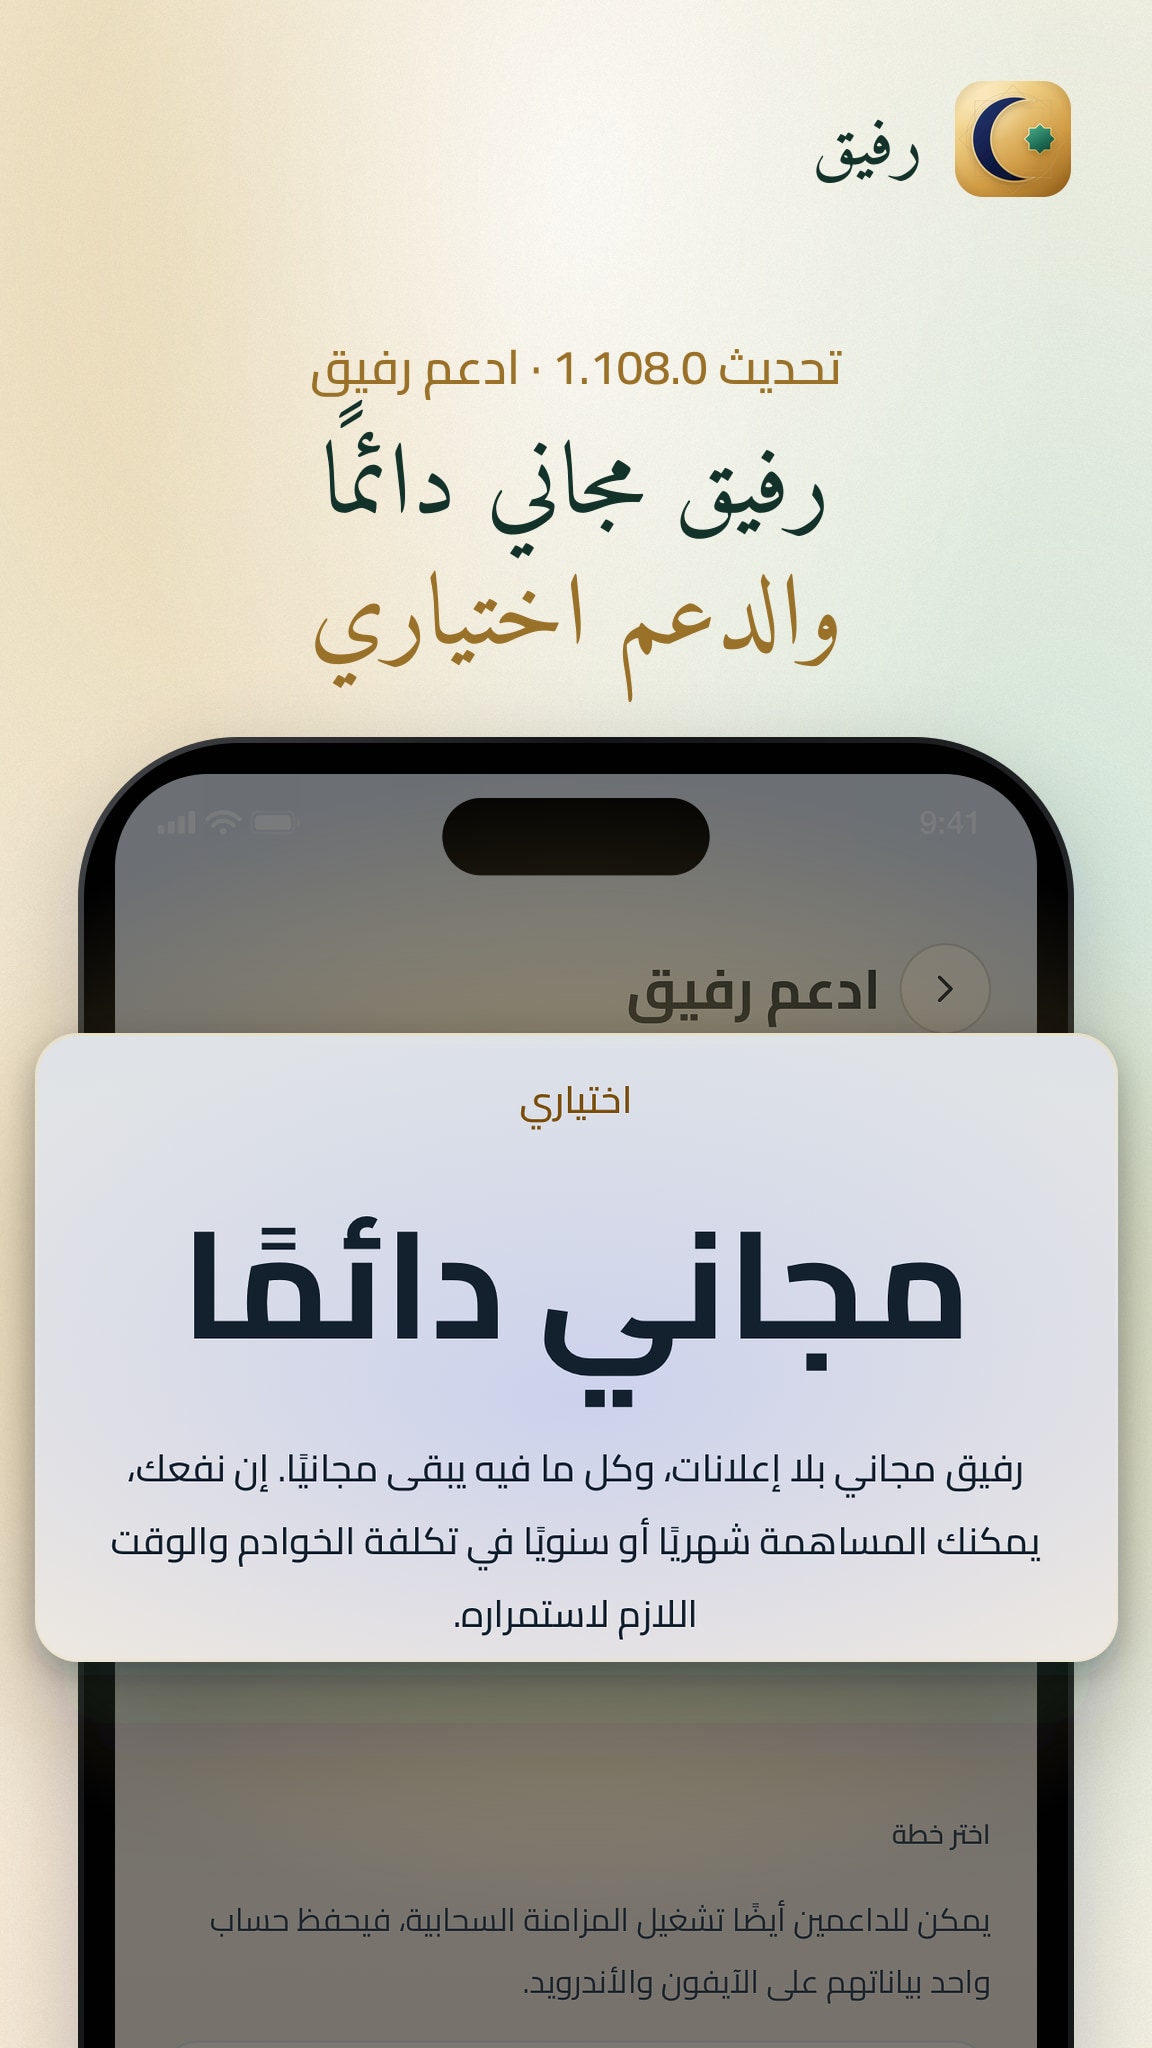 رفيق
تحديث 1.108.0 · ادعم رفيق
رفيق مجاني دائمًا
والدعم اختياري
9:41
ادعم رفيق
اختياري
مجاني دائمًا
رفيق مجاني بلا إعلانات، وكل ما فيه يبقى مجانيًا. إن نفعك،
يمكنك المساهمة شهريًا أو سنويًا في تكلفة الخوادم والوقت
اللازم لاستمراره.
اختر خطة
يمكن للداعمين أيضًا تشغيل المزامنة السحابية، فيحفظ حساب
واحد بياناتهم على الآيفون والأندرويد.